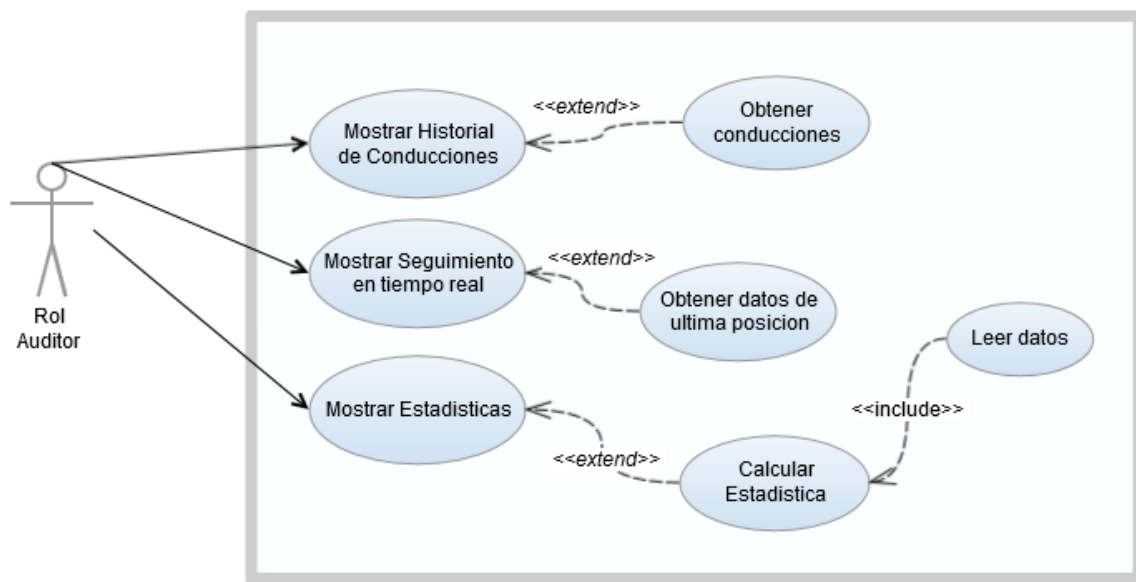 <<extend>>
Obtener
conducciones
Mostrar Historial
de Conducciones
<<extend>>
Mostrar Seguimiento
en tiempo real
Obtener datos de
ultima posicion
Rol
Auditor
Leer datos
Mostrar Estadisticas
<<include>>
<<extend>>
Calcular
Estadistica